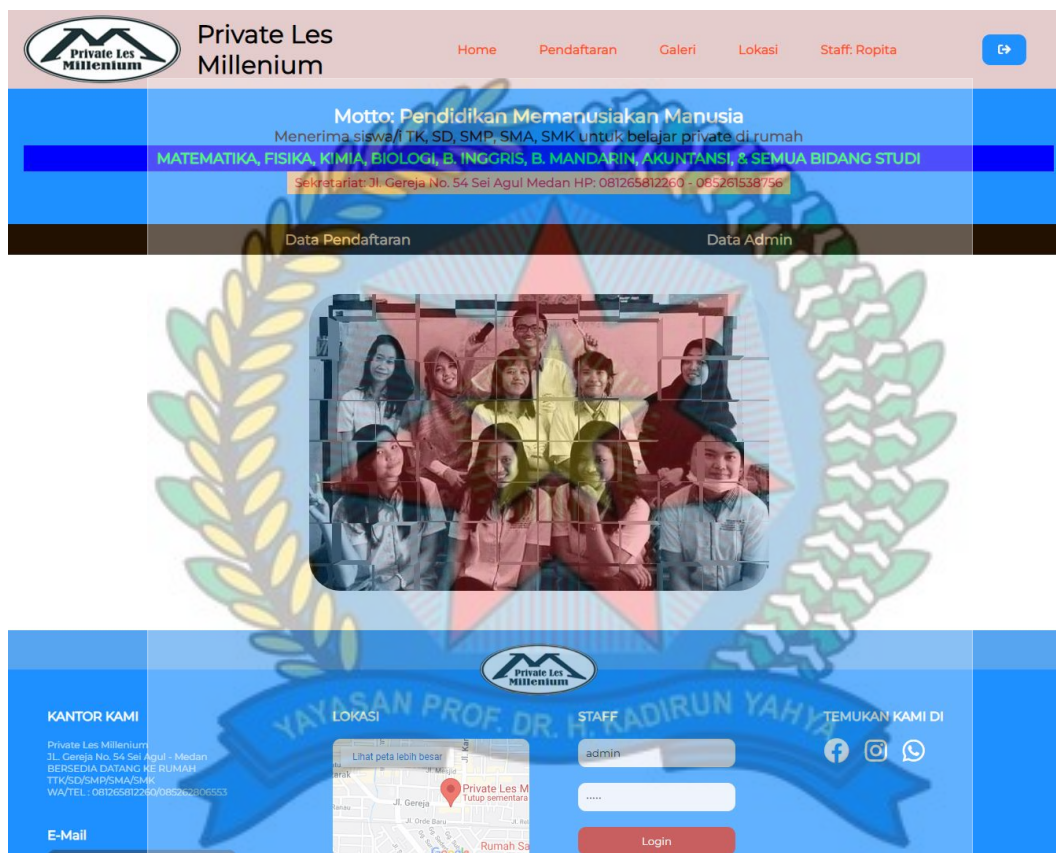 Private Les
Millenium
Private Les
Millenium
Home
Pendaftaran
Galeri
Lokasi
Staff: Ropita
Motto: Pendidikan Memanusiakan Manusia
Menerima siswa/i TK, SD, SMP, SMA, SMK untuk belajar private di rumah
MATEMATIKA, FISIKA, KIMIA, BIOLOGI, B. INGGRIS, B. MANDARIN, AKUNTANSI, & SEMUA BIDANG STUDI
Sekretariat: Jl. Gereja No. 54 Sei Agul Medan HP: 081265812260 - 085261538756
Data Pendaftaran
Data Admin
Private Les
Millenium
YAYASAN PROF. DR. H. KADIRUN YAHYA
KANTOR KAMI
Private Les Millenium
JL. Gereja No. 54 Sei Agul - Medan
BERSEDIA DATANG KE RUMAH
TTK/SD/SMP/SMA/SMK
WA/TEL : 081265812260/085262806553
E-Mail
LOKASI
Lihat peta lebih besar
Jl. Mesjid
Private Les M
Tutup sementara
Jl. Gereja
Jl. Orde Baru
Rumah Sa
Google
STAFF
admin
.....
Login
TEMUKAN KAMI DI